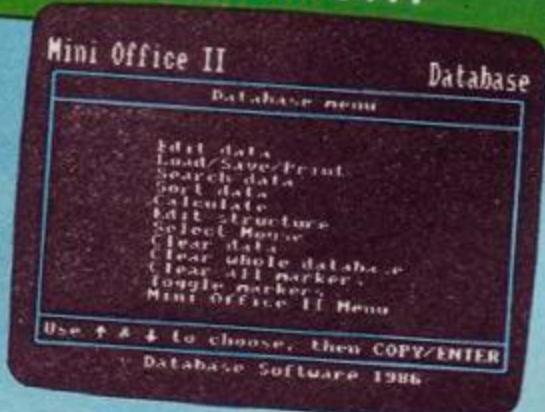 Mini Office II Database
Database menu
Edit data
Load/Save/Print
Search data
Sort data
Calculate
Edit structure
Select Mouse
Clear data
Clear whole database
Clear all markers
Toggle markers
Mini Office II Menu
Use ↑ & ↓ to choose, then COPY/ENTER
Database Software 1986